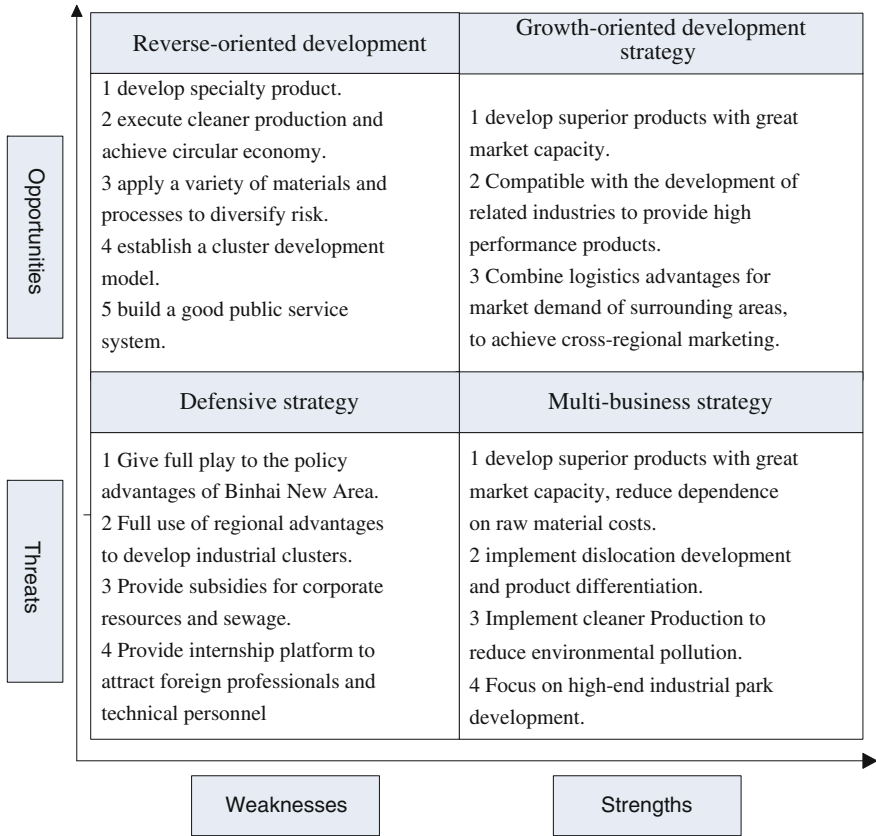 Opportunities
Reverse-oriented development
1 develop specialty product.
2 execute cleaner production and
achieve circular economy.
3 apply a variety of materials and
processes to diversify risk.
4 establish a cluster development
model.
5 build a good public service
system.
Growth-oriented development
strategy
1 develop superior products with great
market capacity.
2 Compatible with the development of
related industries to provide high
performance products.
3 Combine logistics advantages for
market demand of surrounding areas,
to achieve cross-regional marketing.
Threats
Defensive strategy
1 Give full play to the policy
advantages of Binhai New Area.
2 Full use of regional advantages
to develop industrial clusters.
3 Provide subsidies for corporate
resources and sewage.
4 Provide internship platform to
attract foreign professionals and
technical personnel
Multi-business strategy
1 develop superior products with great
market capacity, reduce dependence
on raw material costs.
2 implement dislocation development
and product differentiation.
3 Implement cleaner Production to
reduce environmental pollution.
4 Focus on high-end industrial park
development.
Weaknesses
Strengths